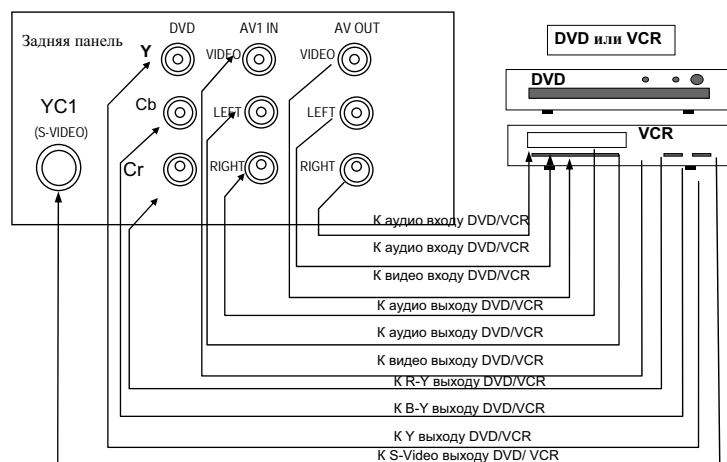 Задняя панель
DVD
AV1 IN
AV OUT
Y
VIDEO
VIDEO
YC1
(S-VIDEO)
Cb
LEFT
LEFT
Cr
RIGHT
RIGHT
DVD или VCR
DVD
VCR
К аудио входу DVD/VCR
К аудио входу DVD/VCR
К видео входу DVD/VCR
К аудио выходу DVD/VCR
К аудио выходу DVD/VCR
К видео выходу DVD/VCR
К R-Y выходу DVD/VCR
К B-Y выходу DVD/VCR
К Y выходу DVD/VCR
К S-Video выходу DVD/ VCR